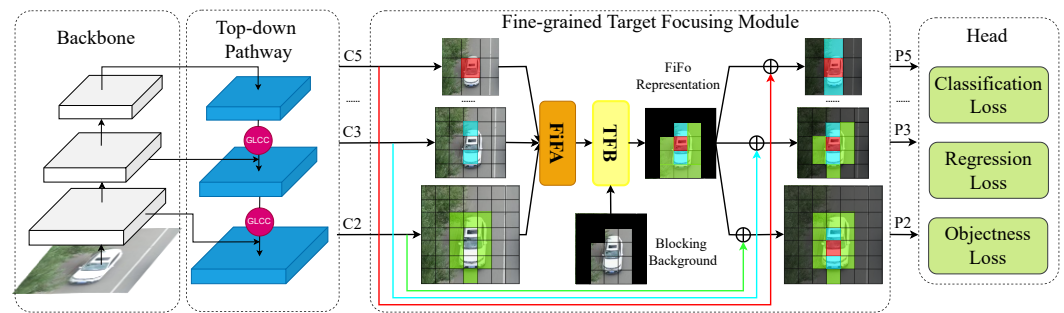 Backbone
Top-down
Pathway
GLCC
GLCC
C5
......
C3
C2
Fine-grained Target Focusing Module
......
FiFA
TFB
FiFo
Representation
Blocking
Background
......
P5
......
P3
P2
Head
Classification
Loss
Regression
Loss
Objectness
Loss